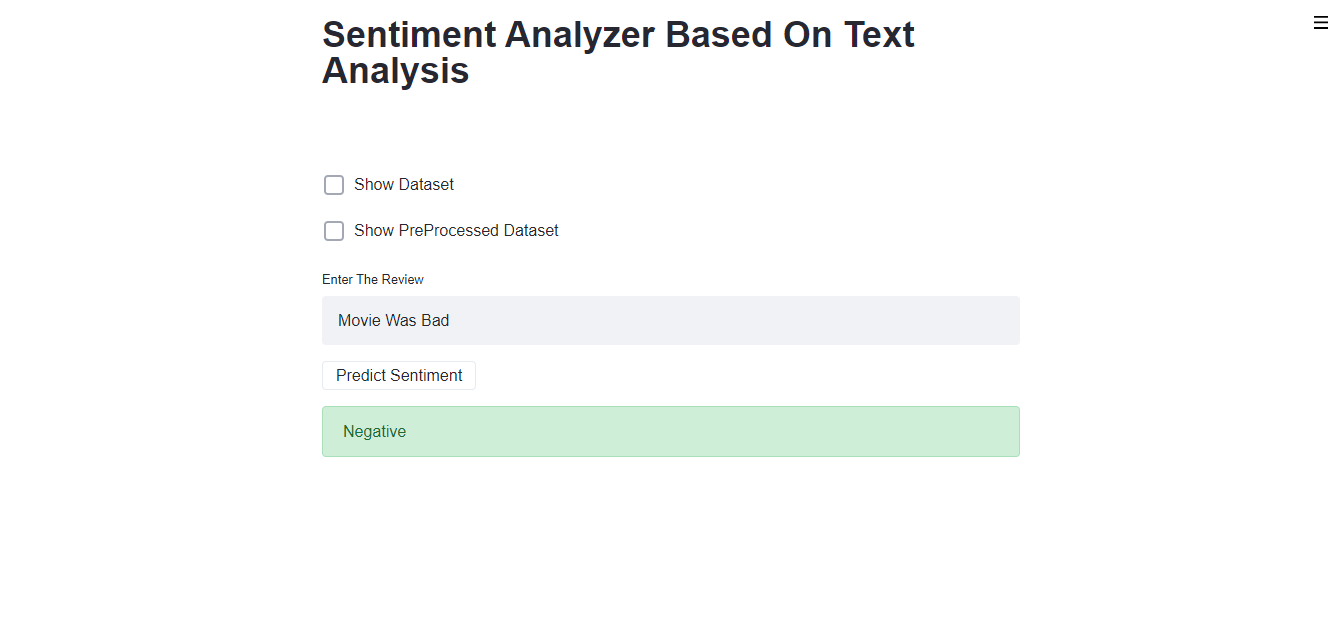 Sentiment Analyzer Based On Text
Analysis
Show Dataset
Show PreProcessed Dataset
Enter The Review
Movie Was Bad
Predict Sentiment
Negative